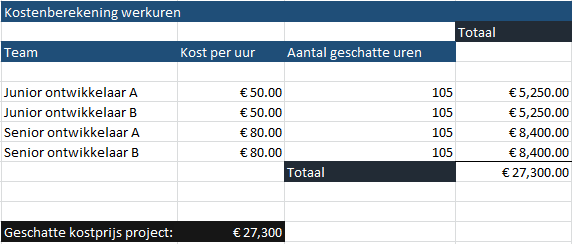 Kostenberekening werkuren
Totaal
Team Kost per uur Aantal geschatte uren
Junior ontwikkelaar A € 50.00 105 € 5,250.00
Junior ontwikkelaar B € 50.00 105 € 5,250.00
Senior ontwikkelaar A € 80.00 105 € 8,400.00
Senior ontwikkelaar B € 80.00 105 € 8,400.00
Totaal € 27,300.00
Geschatte kostprijs project: € 27,300